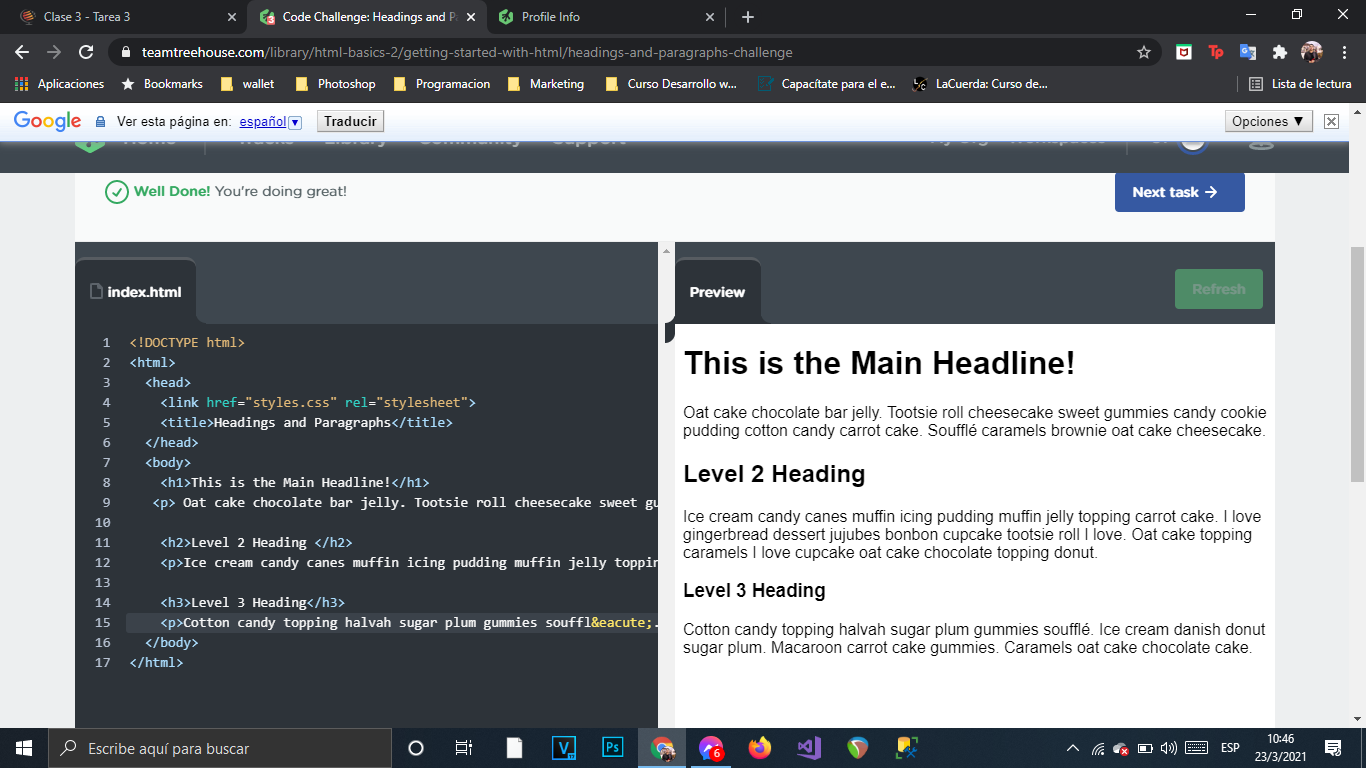 Clase 3 - Tarea 3
Code Challenge: Headings and P
Profile Info
teamtreehouse.com/library/html-basics-2/getting-started-with-html/headings-and-paragraphs-challenge
Aplicaciones
Bookmarks
wallet
Photoshop
Programacion
Marketing
Curso Desarrollo w...
Capacítate para el e...
LaCuerda: Curso de...
Lista de lectura
Google Ver esta página en: español Traducir
Opciones ▼
Home Tracks Library Community Support
Well Done! You're doing great!
Next task →
index.html
1 <!DOCTYPE html>
2 <html>
3 <head>
4 <link href="styles.css" rel="stylesheet">
5 <title>Headings and Paragraphs</title>
6 </head>
7 <body>
8 <h1>This is the Main Headline!</h1>
9 <p> Oat cake chocolate bar jelly. Tootsie roll cheesecake sweet gu
10
11 <h2>Level 2 Heading </h2>
12 <p>Ice cream candy canes muffin icing pudding muffin jelly toppin
13
14 <h3>Level 3 Heading</h3>
15 <p>Cotton candy topping halvah sugar plum gummies souffl&eacute;.
16 </body>
17 </html>
Preview
Refresh
This is the Main Headline!
Oat cake chocolate bar jelly. Tootsie roll cheesecake sweet gummies candy cookie
pudding cotton candy carrot cake. Soufflé caramels brownie oat cake cheesecake.
Level 2 Heading
Ice cream candy canes muffin icing pudding muffin jelly topping carrot cake. I love
gingerbread dessert jujubes bonbon cupcake tootsie roll I love. Oat cake topping
caramels I love cupcake oat cake chocolate topping donut.
Level 3 Heading
Cotton candy topping halvah sugar plum gummies soufflé. Ice cream danish donut
sugar plum. Macaroon carrot cake gummies. Caramels oat cake chocolate cake.
Escribe aquí para buscar
Ps
6
ESP
10:46
23/3/2021